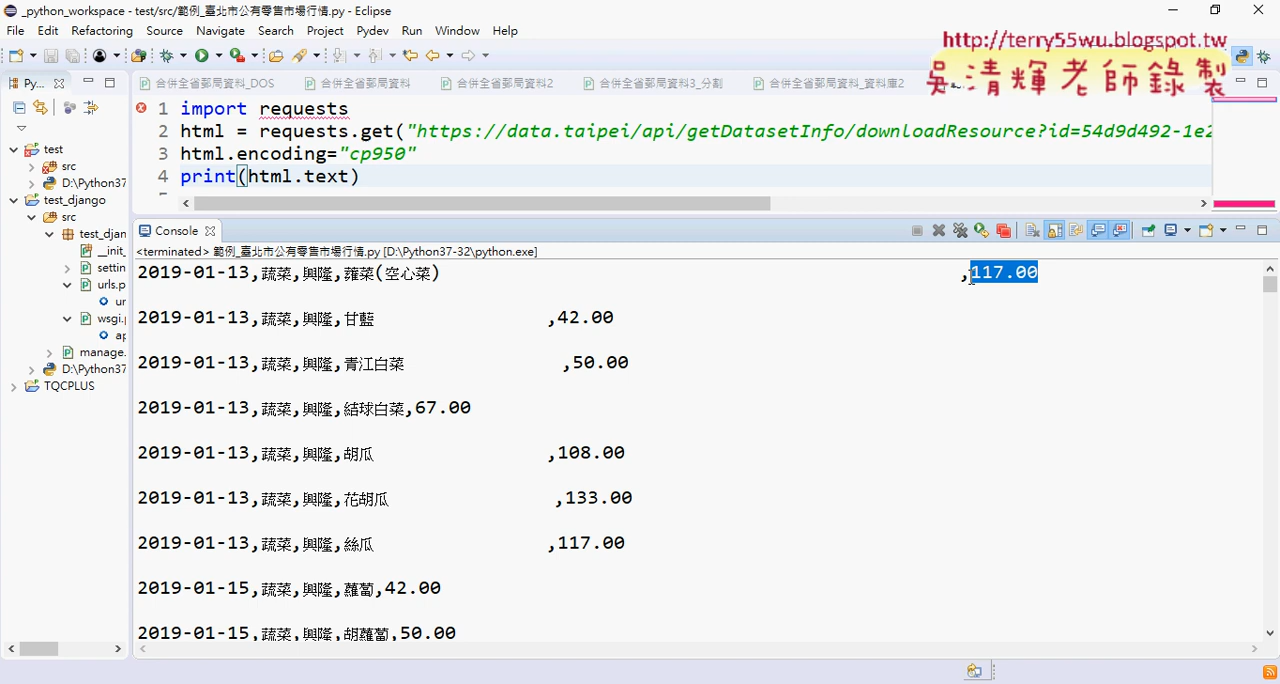 _python_workspace - test/src/範例_臺北市公有零售市場行情.py - Eclipse
File Edit Refactoring Source Navigate Search Project Pydev Run Window Help
http://terry55wu.blogspot.tw
吳清輝老師錄製
Py...
合併全省郵局資料_DOS 合併全省郵局資料 合併全省郵局資料2 合併全省郵局資料3_分割 合併全省郵局資料_資料庫2
1 import requests
2 html = requests.get("https://data.taipei/api/getDatasetInfo/downloadResource?id=54d9d492-1e2
3 html.encoding="cp950"
4 print(html.text)
test
src
D:\Python37
test_django
src
test_djan
__init_
settin
urls.p
ur
wsgi.p
ap
manage.
D:\Python37
TQCPLUS
Console
<terminated> 範例_臺北市公有零售市場行情.py [D:\Python37-32\python.exe]
2019-01-13,蔬菜,興隆,蕹菜(空心菜) ,117.00
2019-01-13,蔬菜,興隆,甘藍 ,42.00
2019-01-13,蔬菜,興隆,青江白菜 ,50.00
2019-01-13,蔬菜,興隆,結球白菜,67.00
2019-01-13,蔬菜,興隆,胡瓜 ,108.00
2019-01-13,蔬菜,興隆,花胡瓜 ,133.00
2019-01-13,蔬菜,興隆,絲瓜 ,117.00
2019-01-15,蔬菜,興隆,蘿蔔,42.00
2019-01-15,蔬菜,興隆,胡蘿蔔,50.00